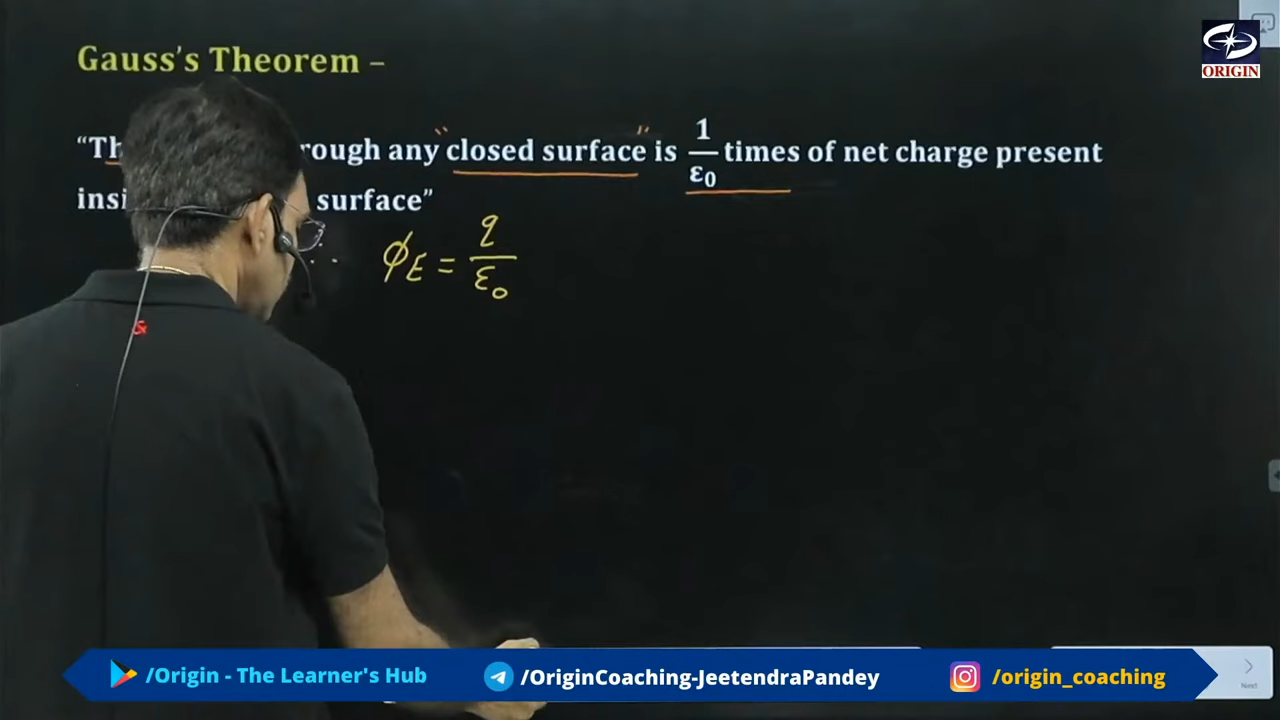 Gauss's Theorem –
ORIGIN
" "
"Th rough any closed surface is 1/ε0 times of net charge present
insi surface"
∴ ϕE = q/ε0
&
/Origin - The Learner's Hub
/OriginCoaching-JeetendraPandey
/origin_coaching
Next